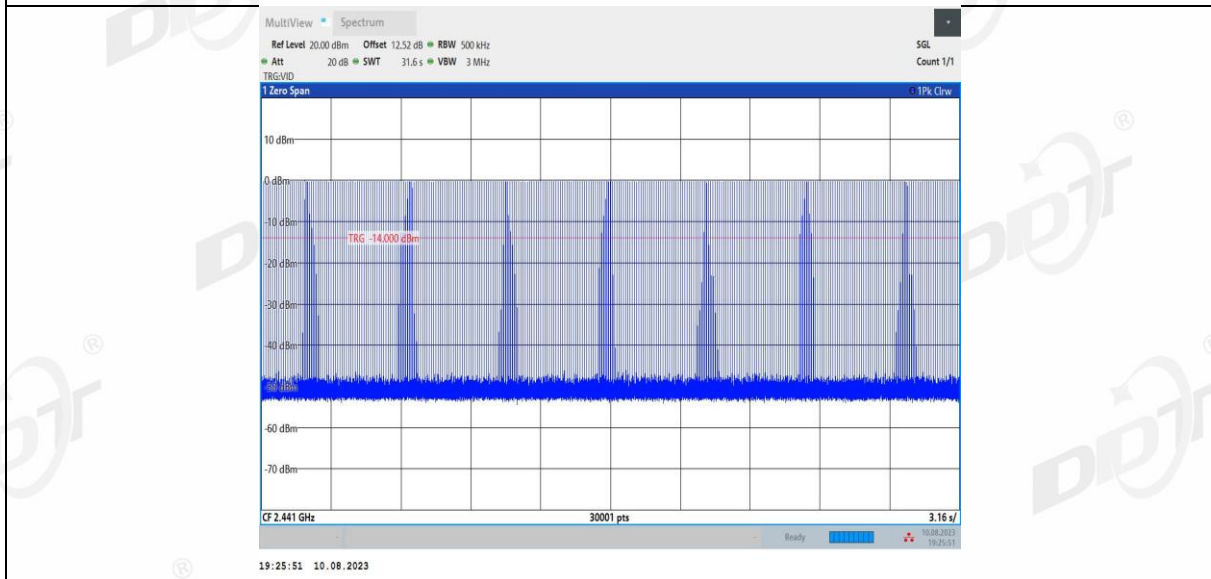 MultiView Spectrum
Ref Level 20.00 dBm Offset 12.52 dB RBW 500 kHz SGL
Att 20 dB SWT 31.6 s VBW 3 MHz Count 1/1
TRG:VID
1 Zero Span 1Pk Clrw
10 dBm
0 dBm
-10 dBm
TRG -14.000 dBm
-20 dBm
-30 dBm
-40 dBm
-50 dBm
-60 dBm
-70 dBm
CF 2.441 GHz 30001 pts 3.16 s/
Ready 10.08.2023
19:25:51
19:25:51 10.08.2023